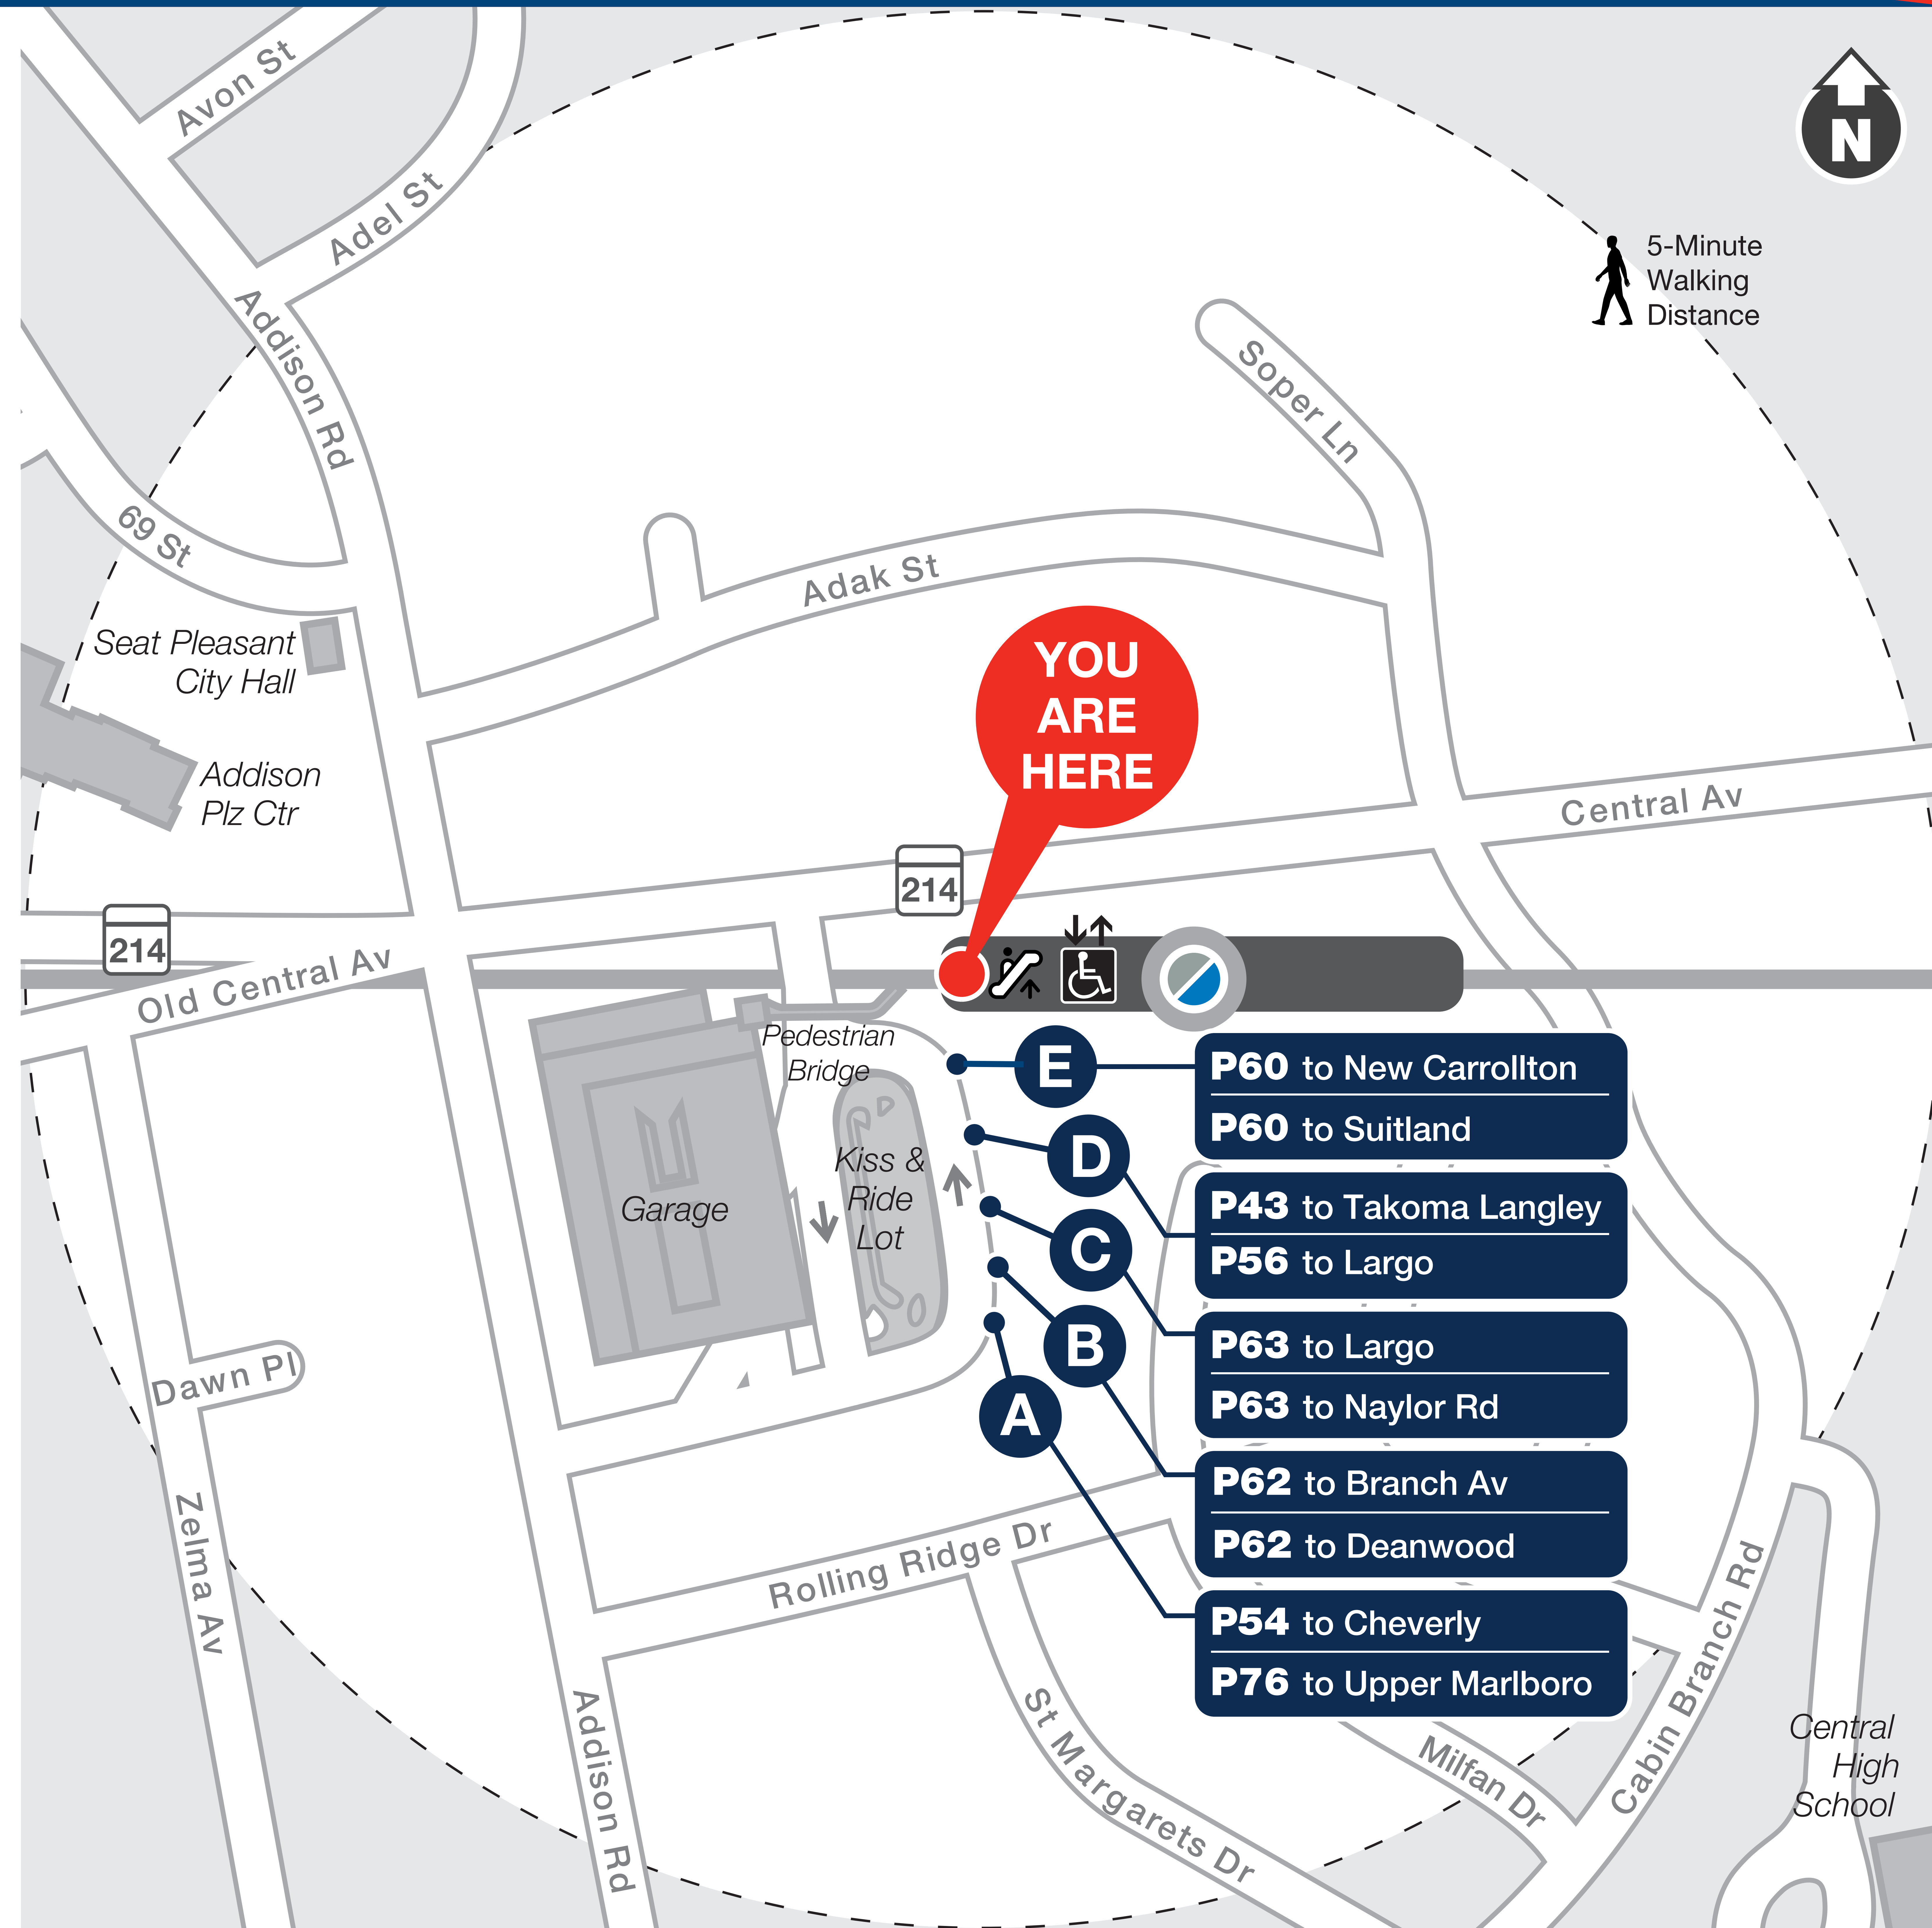 Avon St
N
Adel St
5-Minute
Walking
Distance
Addison Rd
Soper Ln
69 St
Adak St
Seat Pleasant
City Hall
YOU
ARE
HERE
Addison
Plz Ctr
Central Av
214
214
Old Central Av
Pedestrian
Bridge
E
P60 to New Carrollton
P60 to Suitland
D
P43 to Takoma Langley
P56 to Largo
Kiss &
Ride
Lot
Garage
C
P63 to Largo
P63 to Naylor Rd
B
P62 to Branch Av
P62 to Deanwood
A
P54 to Cheverly
P76 to Upper Marlboro
Dawn Pl
Zelma Av
Rolling Ridge Dr
Addison Rd
St Margarets Dr
Milfan Dr
Cabin Branch Rd
Central
High
School